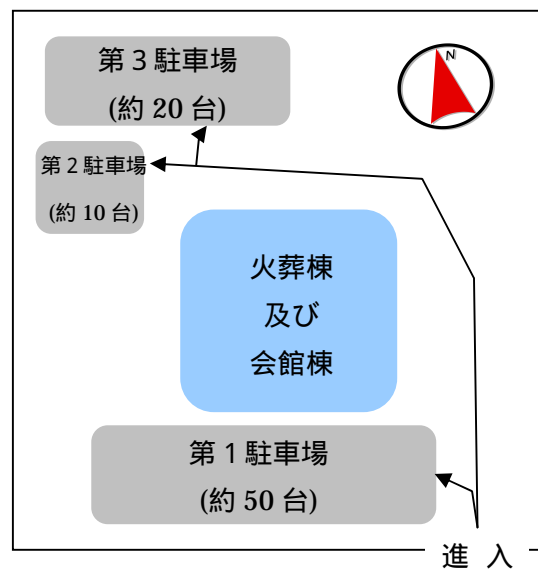 第３駐車場
(約 20 台)
N
第２駐車場
(約 10 台)
火葬棟
及び
会館棟
第１駐車場
(約 50 台)
進 入